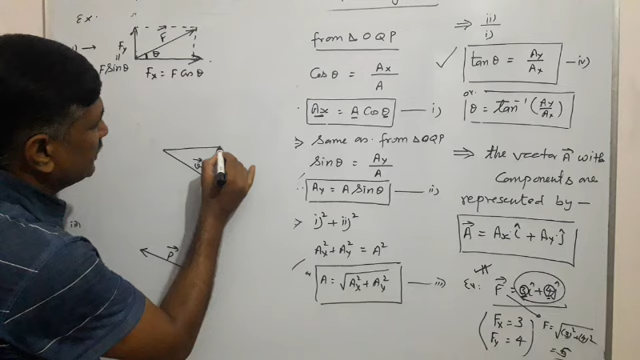 Ex:
i) →
F⃗
Fy
θ
॥
F sinθ
Fx = F cosθ
P⃗
from △ OQP
Cosθ = Ax/A
Ax = A Cosθ — i)
⇒ Same as from △OQP
Sinθ = Ay/A
∴ Ay = A Sinθ — ii)
⇒ i)² + ii)²
Ax² + Ay² = A²
A = √(Ax² + Ay²) — iii)
⇒ ii)/i)
✓ tanθ = Ay/Ax — iv)
or
θ = tan⁻¹(Ay/Ax)
⇒ the vector A⃗ with
Components are
represented by —
A⃗ = Ax î + Ay ĵ
Ex: F⃗ = 3î + 4ĵ
Fx = 3
Fy = 4
F = √((3)² + (4)²)
= 5